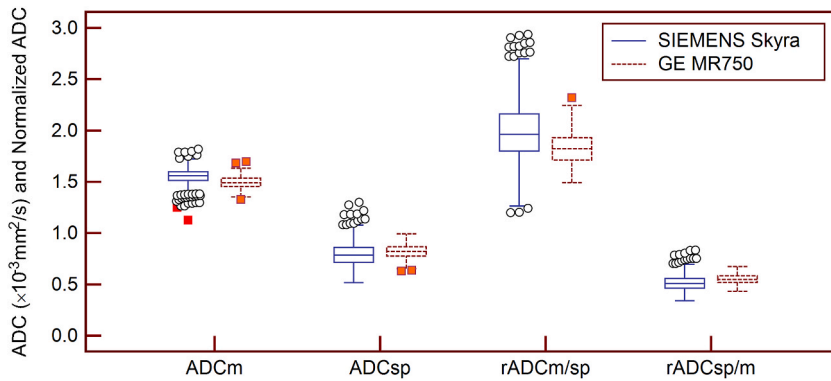 ADC (×10⁻³mm²/s) and Normalized ADC
3.0
2.5
2.0
1.5
1.0
0.5
0.0
SIEMENS Skyra
GE MR750
ADCm
ADCsp
rADCm/sp
rADCsp/m